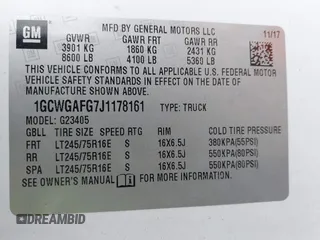 GM
MFD BY GENERAL MOTORS LLC
GVWR GAWR FRT GAWR RR 11/17
3901 KG 1860 KG 2431 KG
8600 LB 4100 LB 5360 LB
THIS VEHICLE CONFORMS TO ALL APPLICABLE U.S. FEDERAL MOTOR
VEHICLE SAFETY STANDARDS IN EFFECT ON THE DATE OF
MANUFACTURE SHOWN ABOVE.
1GCWGAFG7J1178161 TYPE: TRUCK
MODEL: G23405
GBLL TIRE SIZE SPEED RTG RIM COLD TIRE PRESSURE
FRT LT245/75R16E S 16X6.5J 380KPA(55PSI)
RR LT245/75R16E S 16X6.5J 550KPA(80PSI)
SPA LT245/75R16E S 16X6.5J 550KPA(80PSI)
SEE OWNER'S MANUAL FOR ADDITIONAL INFORMATION.
DREAMBID